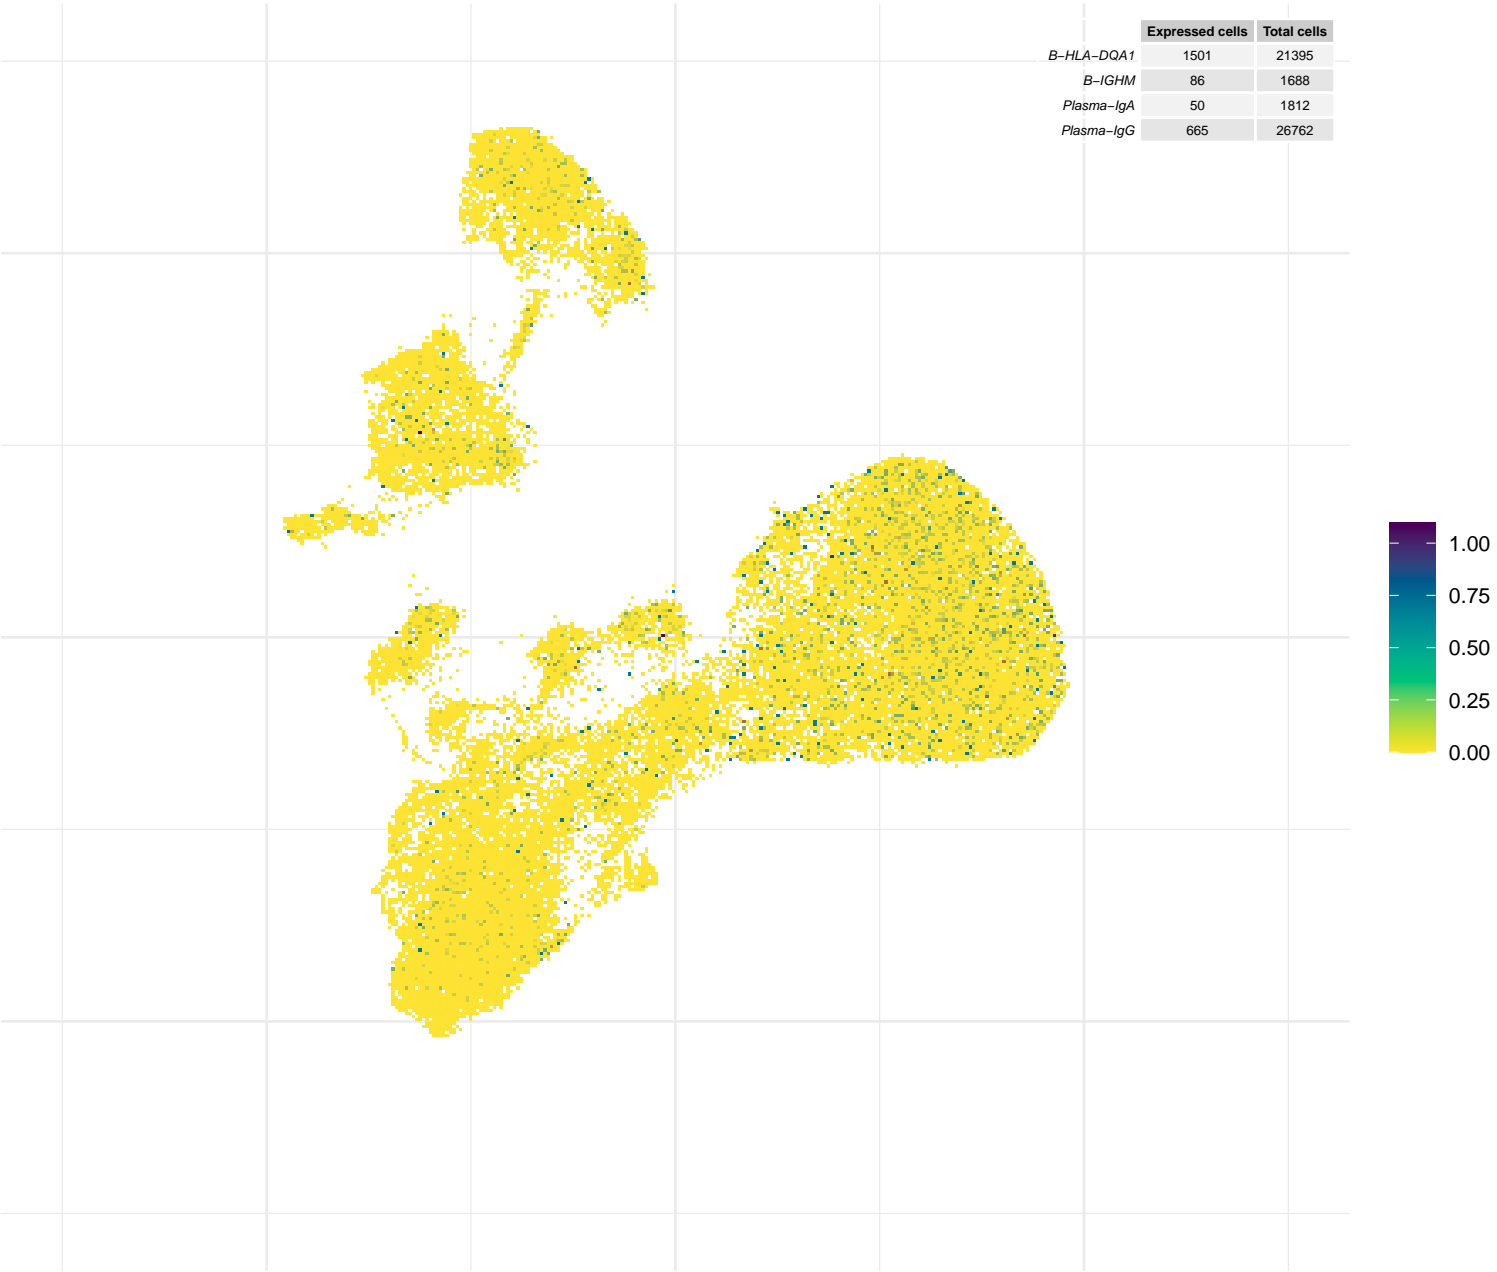 Expressed cells Total cells
B−HLA−DQA1 1501 21395
B−IGHM 86 1688
Plasma−IgA 50 1812
Plasma−IgG 665 26762
1.00
0.75
0.50
0.25
0.00